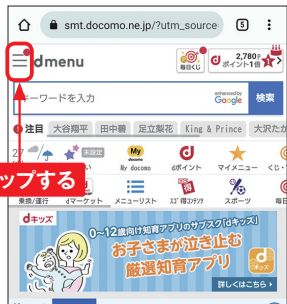 smt.docomo.ne.jp/?utm_source
5
dmenu
毎日くじ
d 2,780P
ポイント1倍
キーワードを入力
enhanced by
Google
検索
注目 大谷翔平 田中碧 足立梨花 King & Prince 大沢たか
27
未設定
My docomo
My docomo
dポイント
マイメニュー
くじ・
ップする
乗換/運行
dマーケット
メニューリスト
スポーツ
毎日
dキッズ
0~12歳向け知育アプリのサブスク「dキッズ」
お子さまが泣き止む
厳選知育アプリ
dキッズ
詳しくはこちら